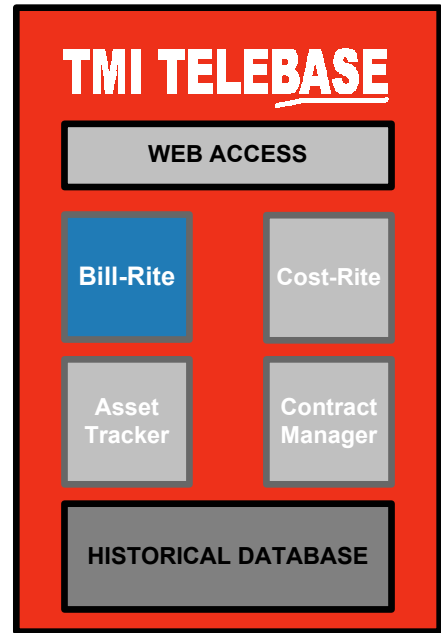 TMI TELEBASE
WEB ACCESS
Bill-Rite
Cost-Rite
Asset
Tracker
Contract
Manager
HISTORICAL DATABASE